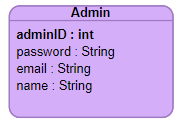 Admin
adminID : int
password : String
email : String
name : String